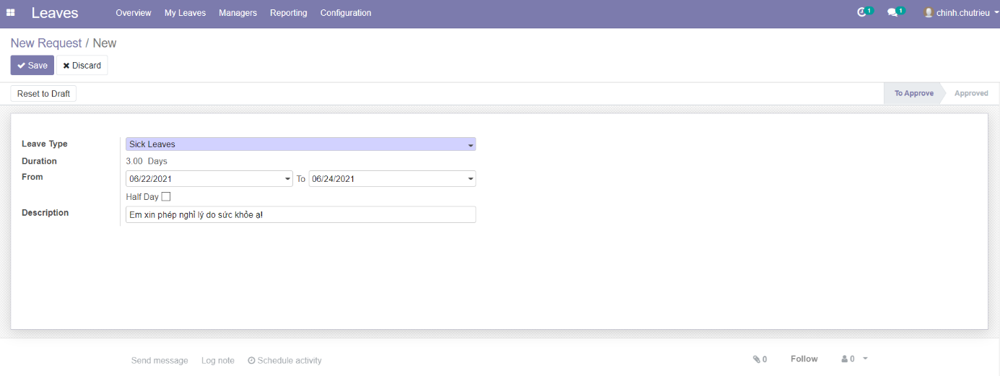 Leaves Overview My Leaves Managers Reporting Configuration 1 1 chinh.chutrieu
New Request / New
Save Discard
Reset to Draft To Approve Approved
Leave Type Sick Leaves
Duration 3.00 Days
From 06/22/2021 To 06/24/2021
Half Day
Description Em xin phép nghỉ lý do sức khỏe ạ!
Send message Log note Schedule activity 0 Follow 0